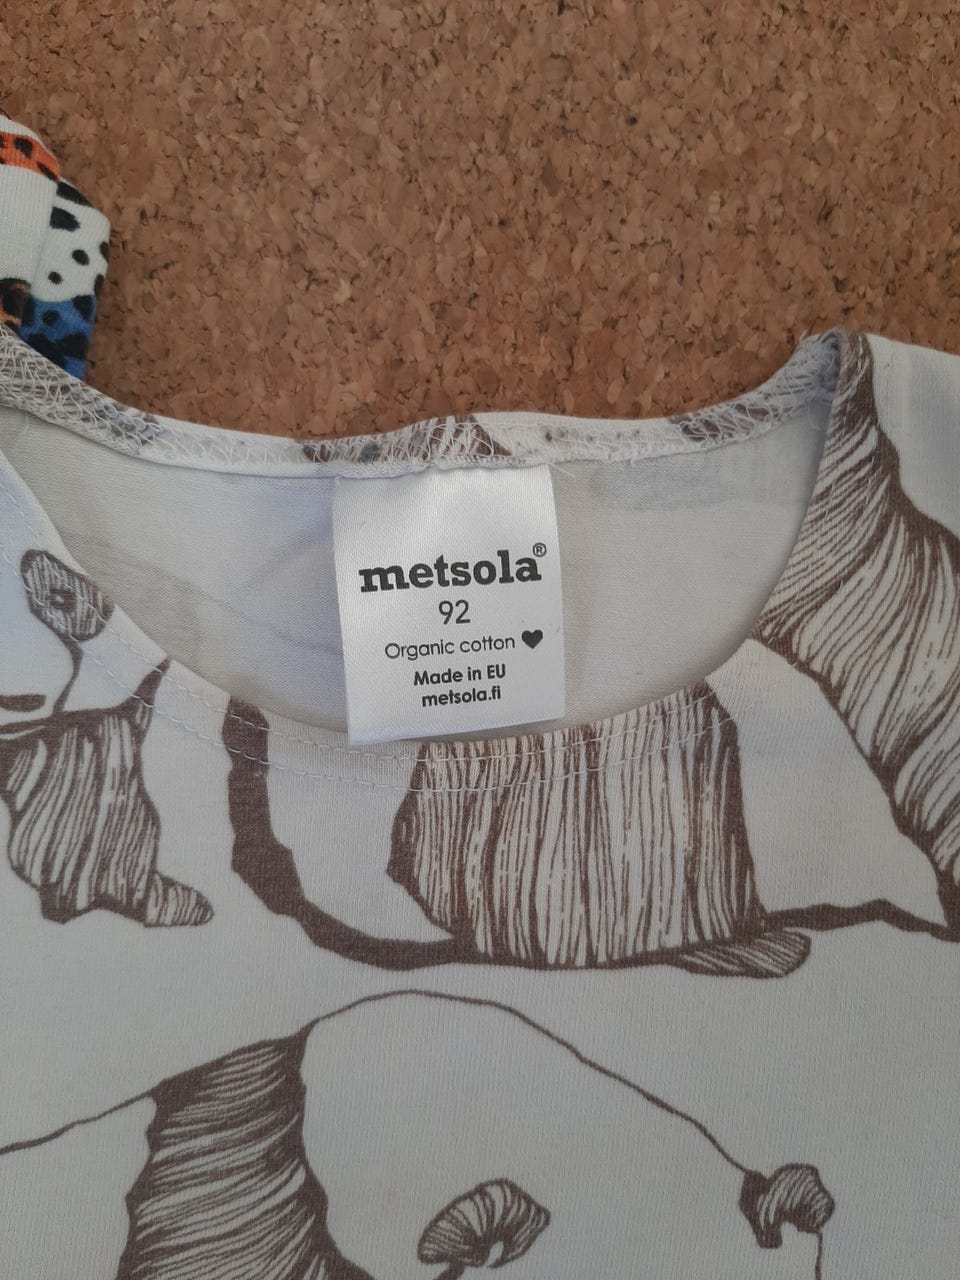 metsola®
92
Organic cotton ♥
Made in EU
metsola.fi